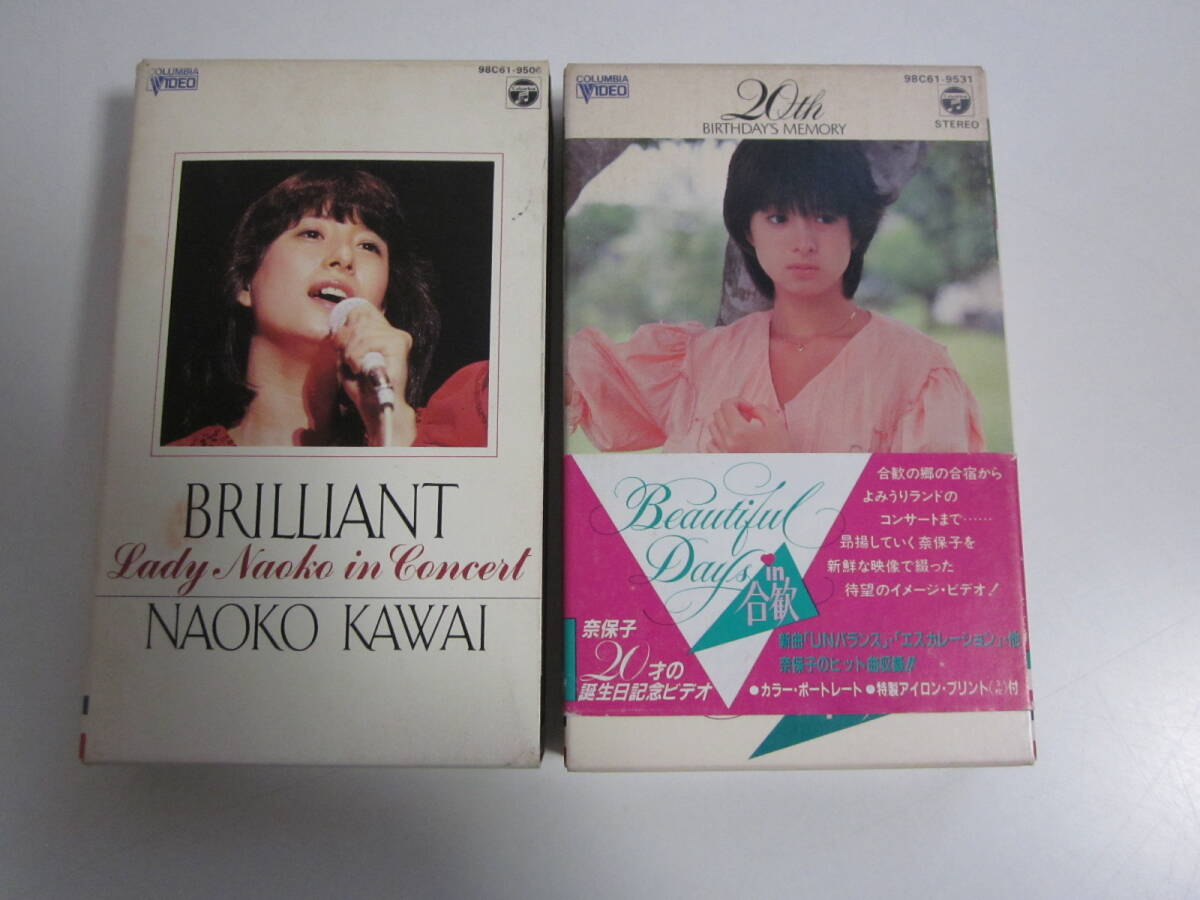 COLUMBIA
VIDEO
98C61-9506
Columbia
BRILLIANT
Lady Naoko in Concert
NAOKO KAWAI
COLUMBIA
VIDEO
98C61-9531
Columbia
STEREO
20th
BIRTHDAY'S MEMORY
Beautiful
Days in 合歓
合歓の郷の合宿から
よみうりランドの
コンサートまで……
昂揚していく奈保子を
新鮮な映像で綴った
待望のイメージ・ビデオ!
奈保子
20才の
誕生日記念ビデオ
新曲「UNバランス」・「エスカレーション」・他
奈保子のヒット曲収録!!
●カラー・ポートレート ●特製アイロン・プリント付